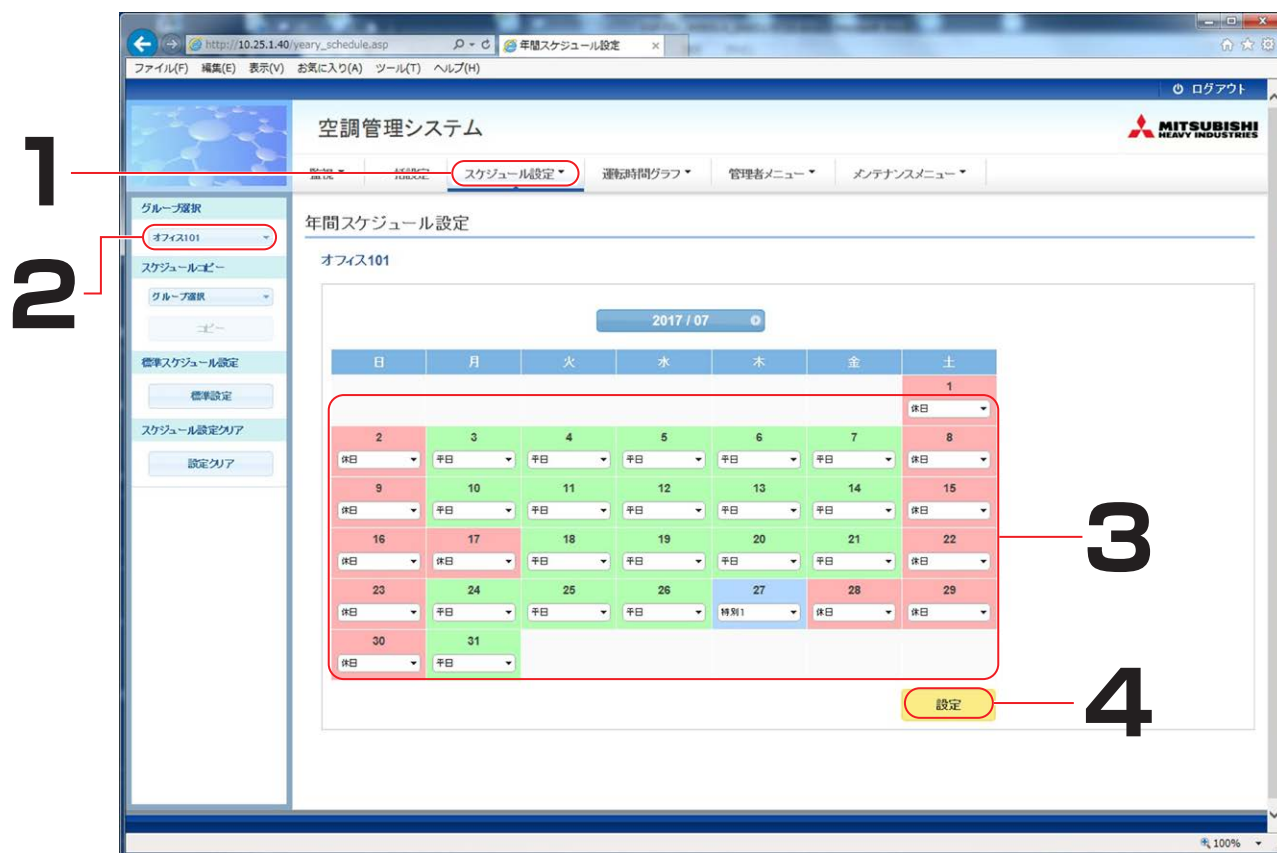 http://10.25.1.40/yeary_schedule.asp
年間スケジュール設定
×
ファイル(F) 編集(E) 表示(V) お気に入り(A) ツール(T) ヘルプ(H)
ログアウト
空調管理システム
MITSUBISHI
HEAVY INDUSTRIES
1
監視 一括設定 スケジュール設定 運転時間グラフ 管理者メニュー メンテナンスメニュー
グループ選択
年間スケジュール設定
2
オフィス101
オフィス101
スケジュールコピー
グループ選択
コピー
標準スケジュール設定
標準設定
スケジュール設定クリア
設定クリア
2017 / 07
日 月 火 水 木 金 土
1
休日
2 3 4 5 6 7 8
休日 平日 平日 平日 平日 平日 休日
9 10 11 12 13 14 15
休日 平日 平日 平日 平日 平日 休日
3
16 17 18 19 20 21 22
休日 休日 平日 平日 平日 平日 休日
23 24 25 26 27 28 29
休日 平日 平日 平日 特別1 休日 休日
30 31
休日 平日
設定
4
100%